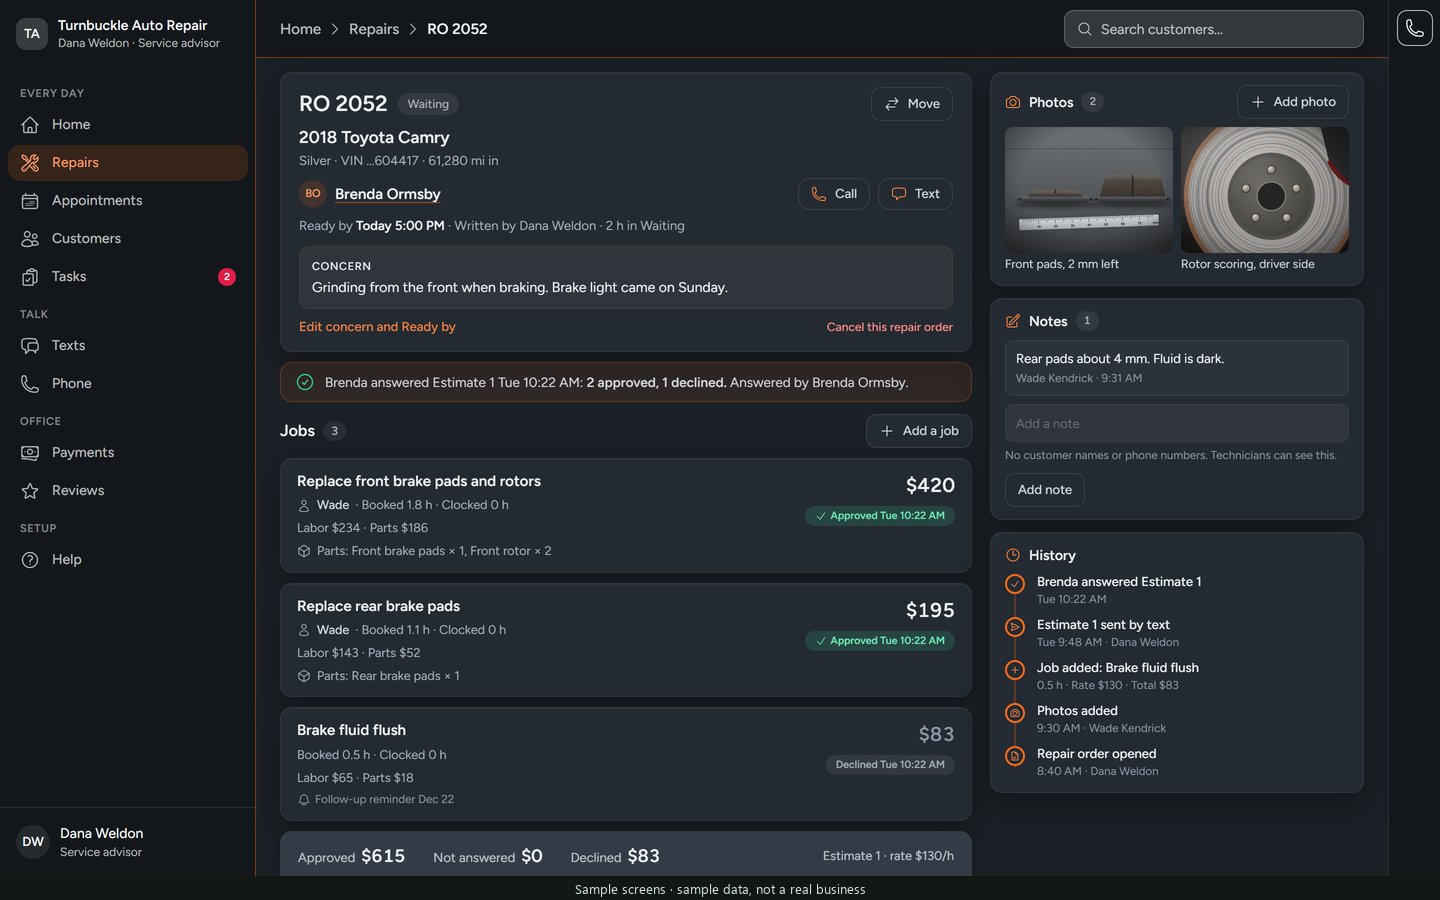 TA
Turnbuckle Auto Repair
Dana Weldon · Service advisor
EVERY DAY
Home
Repairs
Appointments
Customers
Tasks
2
TALK
Texts
Phone
OFFICE
Payments
Reviews
SETUP
Help
DW
Dana Weldon
Service advisor
Home > Repairs > RO 2052
Search customers...
RO 2052
Waiting
Move
2018 Toyota Camry
Silver · VIN ...604417 · 61,280 mi in
BO
Brenda Ormsby
Call
Text
Ready by Today 5:00 PM · Written by Dana Weldon · 2 h in Waiting
CONCERN
Grinding from the front when braking. Brake light came on Sunday.
Edit concern and Ready by
Cancel this repair order
Brenda answered Estimate 1 Tue 10:22 AM: 2 approved, 1 declined. Answered by Brenda Ormsby.
Jobs 3
Add a job
Replace front brake pads and rotors
$420
Wade · Booked 1.8 h · Clocked 0 h
Approved Tue 10:22 AM
Labor $234 · Parts $186
Parts: Front brake pads × 1, Front rotor × 2
Replace rear brake pads
$195
Wade · Booked 1.1 h · Clocked 0 h
Approved Tue 10:22 AM
Labor $143 · Parts $52
Parts: Rear brake pads × 1
Brake fluid flush
$83
Booked 0.5 h · Clocked 0 h
Declined Tue 10:22 AM
Labor $65 · Parts $18
Follow-up reminder Dec 22
Approved $615
Not answered $0
Declined $83
Estimate 1 · rate $130/h
Photos 2
Add photo
Front pads, 2 mm left
Rotor scoring, driver side
Notes 1
Rear pads about 4 mm. Fluid is dark.
Wade Kendrick · 9:31 AM
Add a note
No customer names or phone numbers. Technicians can see this.
Add note
History
Brenda answered Estimate 1
Tue 10:22 AM
Estimate 1 sent by text
Tue 9:48 AM · Dana Weldon
Job added: Brake fluid flush
0.5 h · Rate $130 · Total $83
Photos added
9:30 AM · Wade Kendrick
Repair order opened
8:40 AM · Dana Weldon
Sample screens · sample data, not a real business